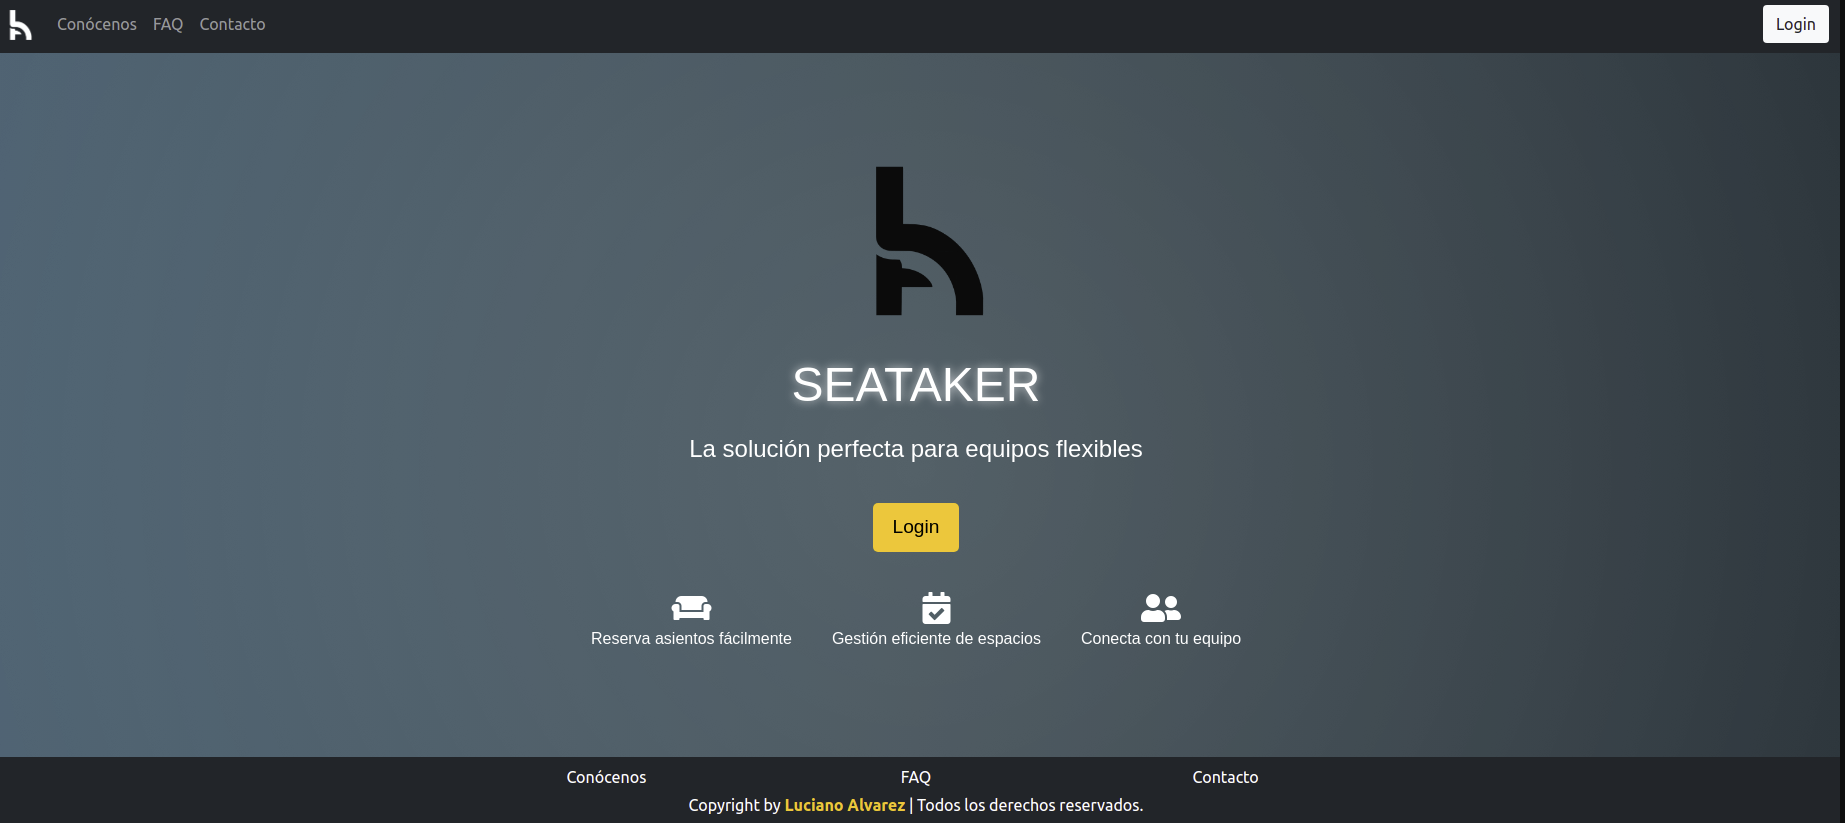 Conócenos FAQ Contacto Login
SEATAKER
La solución perfecta para equipos flexibles
Login
Reserva asientos fácilmente Gestión eficiente de espacios Conecta con tu equipo
Conócenos FAQ Contacto
Copyright by Luciano Alvarez | Todos los derechos reservados.